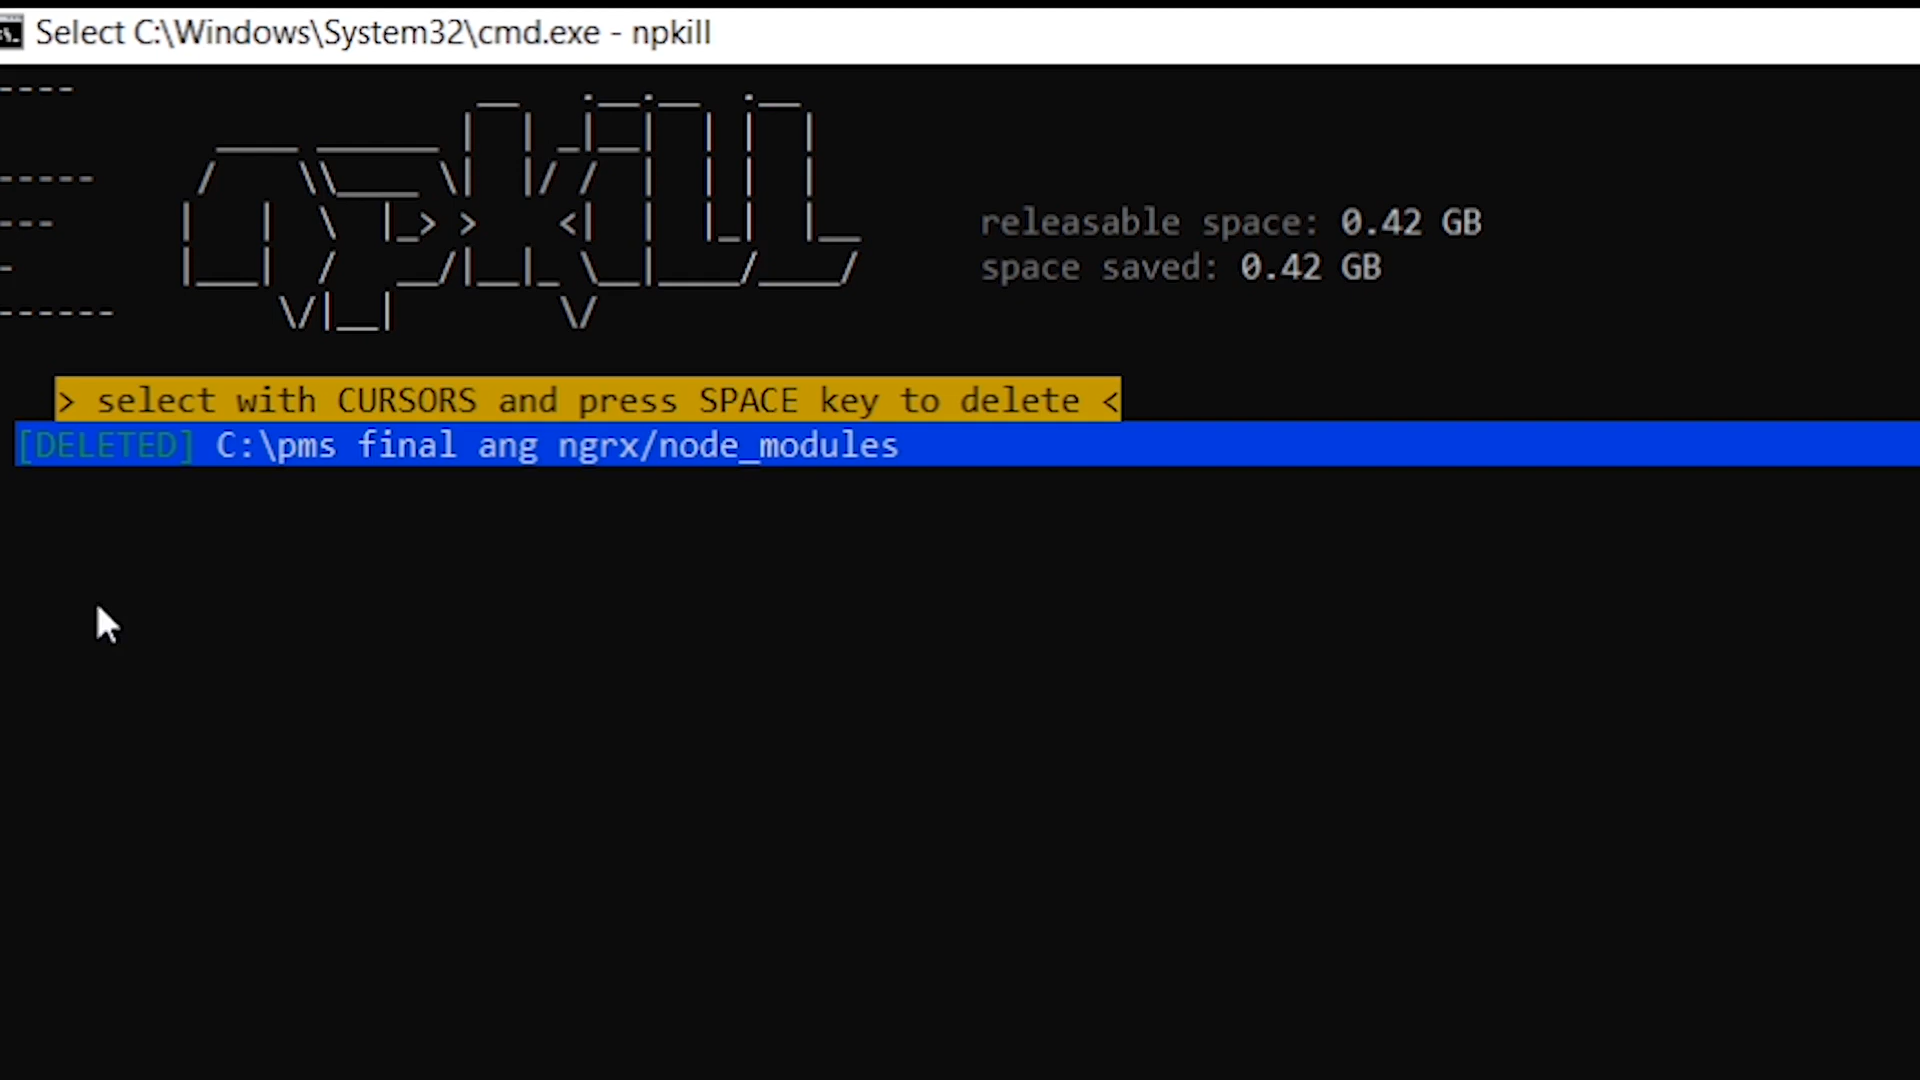 Select C:\Windows\System32\cmd.exe - npkill
npkill
releasable space: 0.42 GB
space saved: 0.42 GB
> select with CURSORS and press SPACE key to delete <
[DELETED] C:\pms final ang ngrx/node_modules